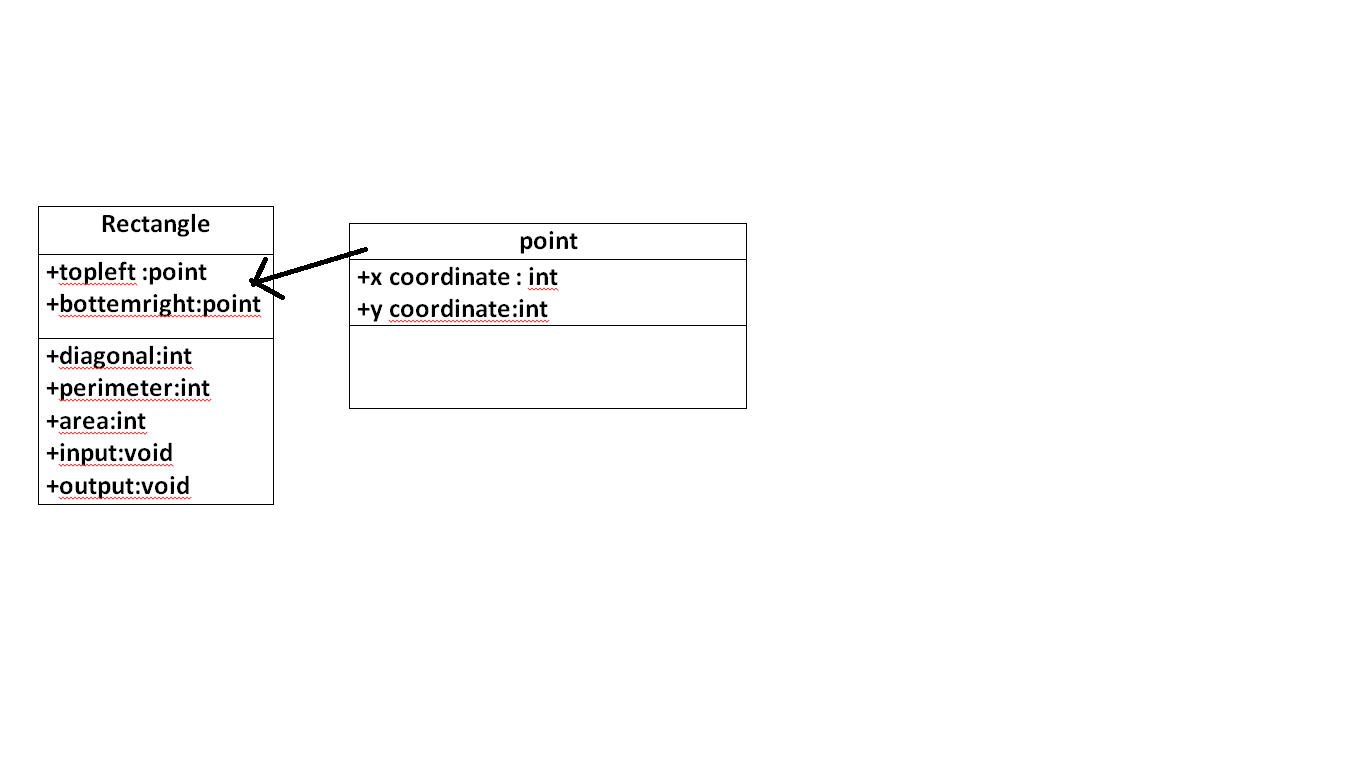 Rectangle
+topleft :point
+bottemright:point
+diagonal:int
+perimeter:int
+area:int
+input:void
+output:void
point
+x coordinate : int
+y coordinate:int